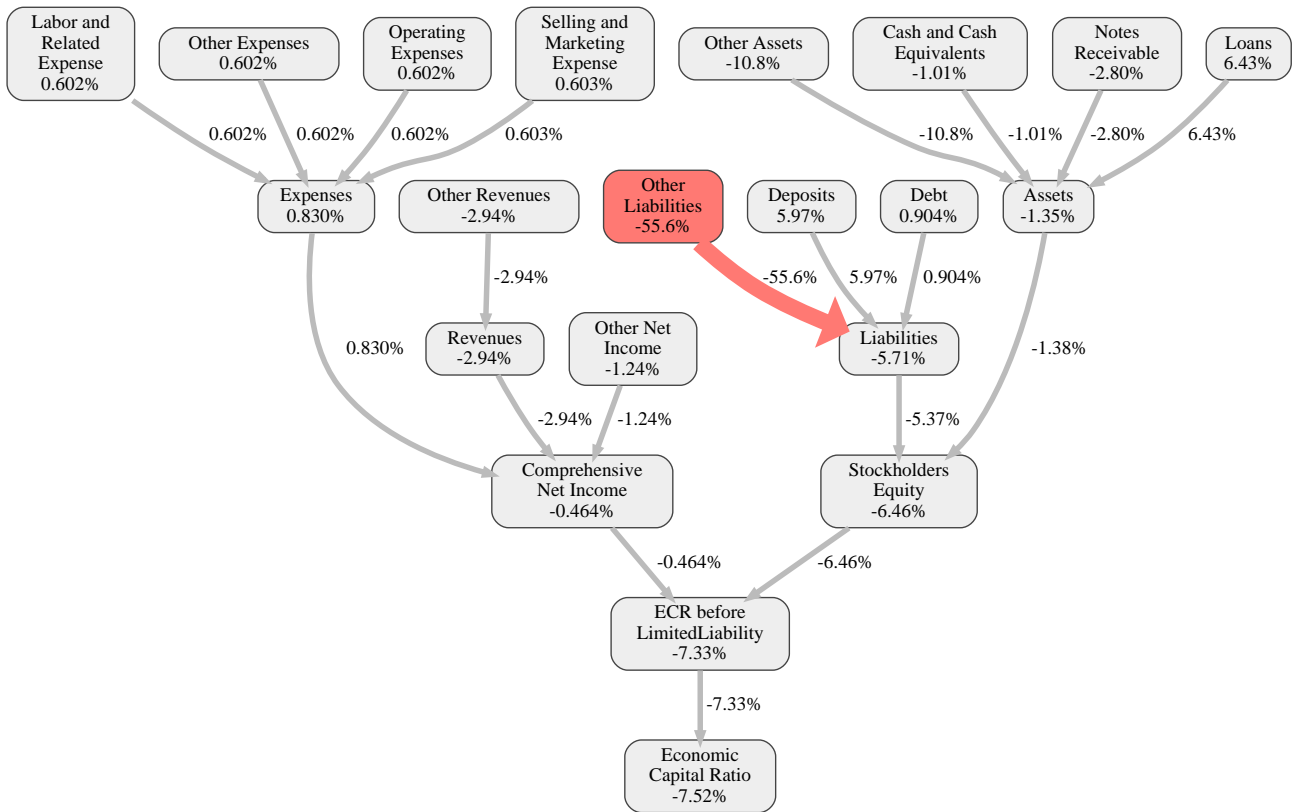 Labor and
Related
Expense
0.602%
Other Expenses
0.602%
Operating
Expenses
0.602%
Selling and
Marketing
Expense
0.603%
Other Assets
-10.8%
Cash and Cash
Equivalents
-1.01%
Notes
Receivable
-2.80%
Loans
6.43%
0.602%
0.602%
0.602%
0.603%
-10.8%
-1.01%
-2.80%
6.43%
Expenses
0.830%
Other Revenues
-2.94%
Other
Liabilities
-55.6%
Deposits
5.97%
Debt
0.904%
Assets
-1.35%
-2.94%
-55.6%
5.97%
0.904%
0.830%
Revenues
-2.94%
Other Net
Income
-1.24%
Liabilities
-5.71%
-1.38%
-2.94%
-1.24%
-5.37%
Comprehensive
Net Income
-0.464%
Stockholders
Equity
-6.46%
-0.464%
-6.46%
ECR before
LimitedLiability
-7.33%
-7.33%
Economic
Capital Ratio
-7.52%